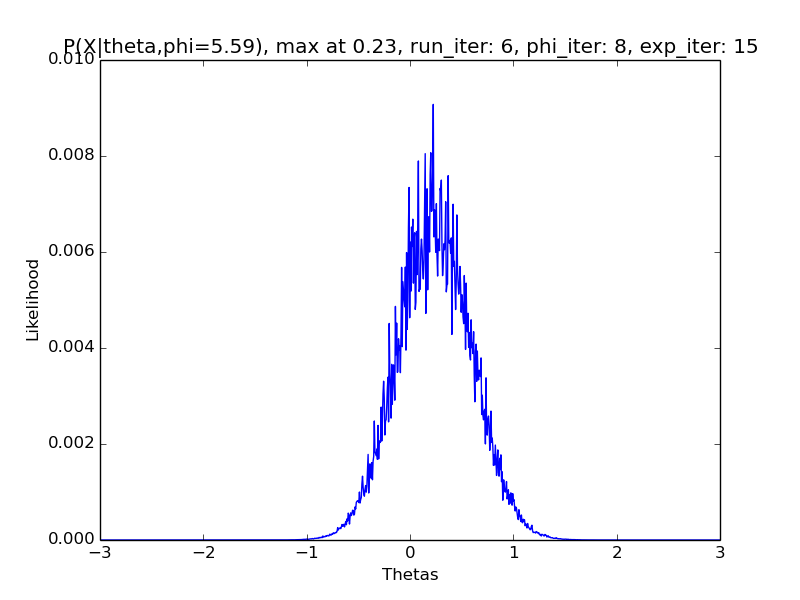 P(X|theta,phi=5.59), max at 0.23, run_iter: 6, phi_iter: 8, exp_iter: 15
0.010
0.008
0.006
0.004
0.002
0.000
Likelihood
−3 −2 −1 0 1 2 3
Thetas